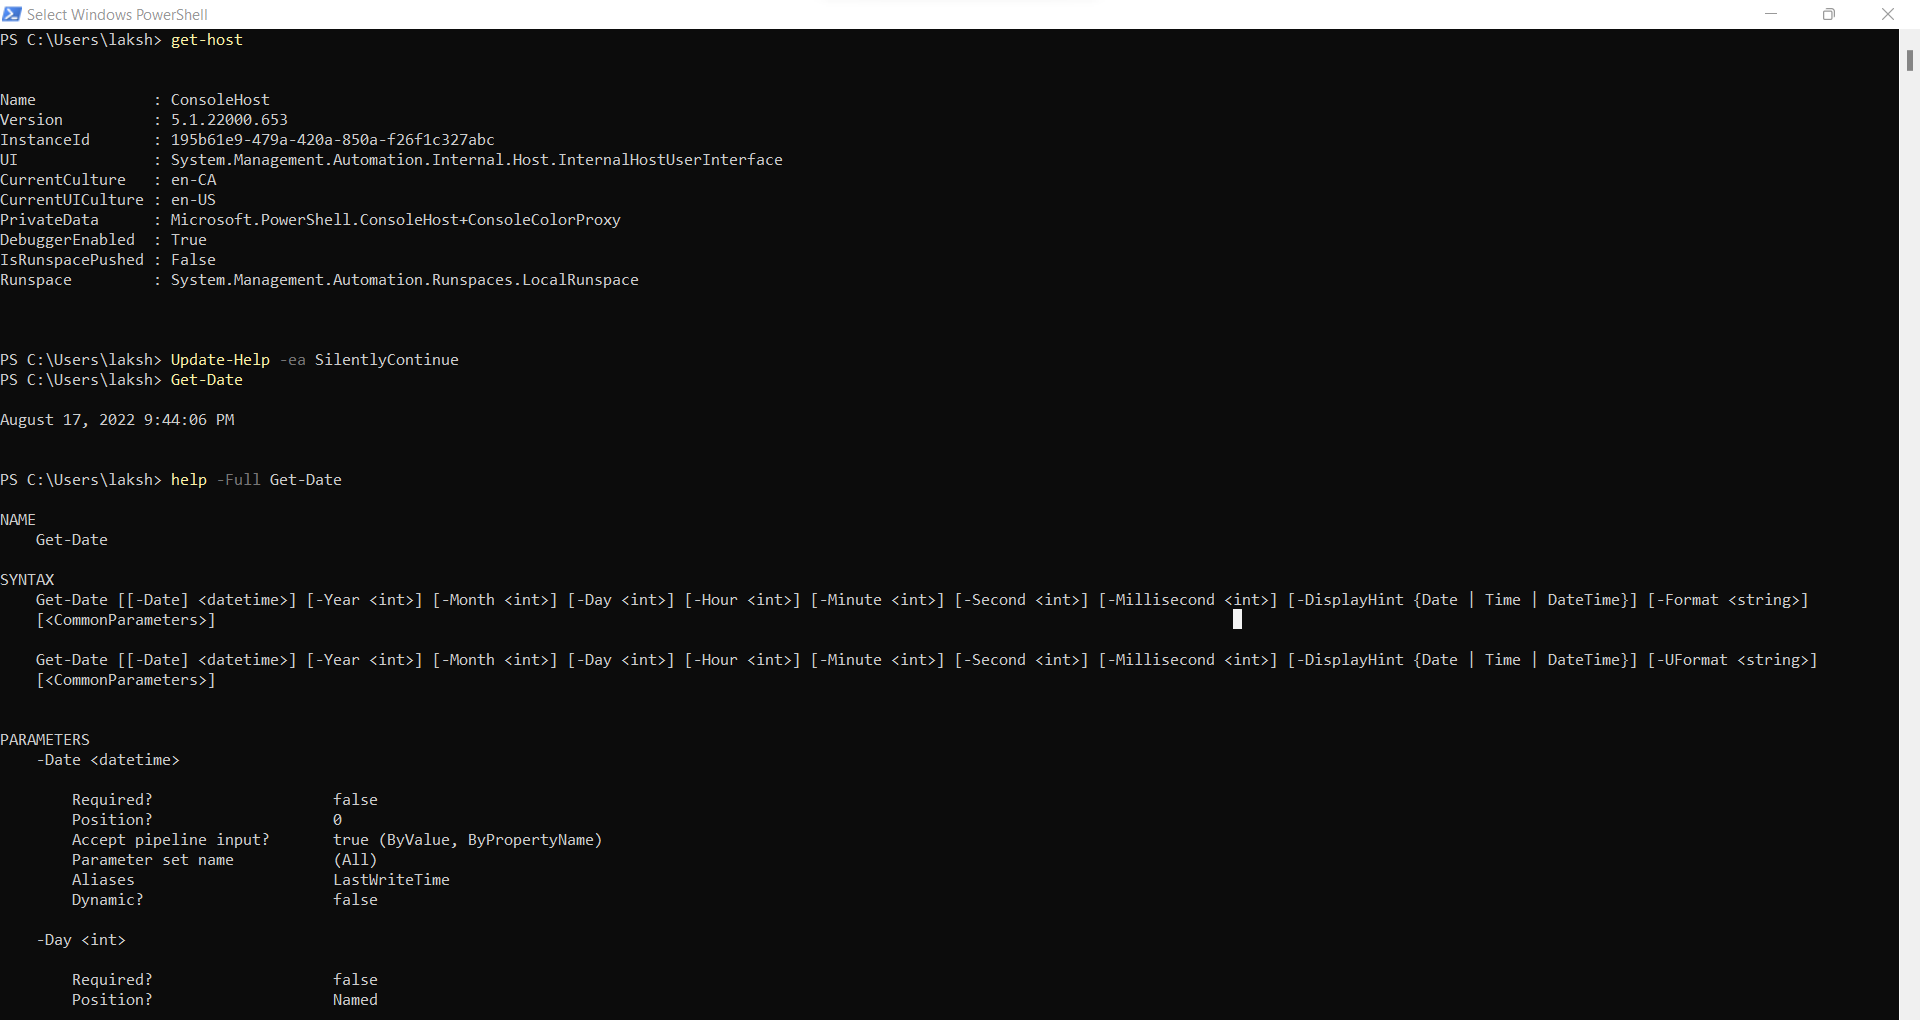 Select Windows PowerShell
PS C:\Users\laksh> get-host
Name             : ConsoleHost
Version          : 5.1.22000.653
InstanceId       : 195b61e9-479a-420a-850a-f26f1c327abc
UI               : System.Management.Automation.Internal.Host.InternalHostUserInterface
CurrentCulture   : en-CA
CurrentUICulture : en-US
PrivateData      : Microsoft.PowerShell.ConsoleHost+ConsoleColorProxy
DebuggerEnabled  : True
IsRunspacePushed : False
Runspace         : System.Management.Automation.Runspaces.LocalRunspace
PS C:\Users\laksh> Update-Help -ea SilentlyContinue
PS C:\Users\laksh> Get-Date
August 17, 2022 9:44:06 PM
PS C:\Users\laksh> help -Full Get-Date
NAME
    Get-Date
SYNTAX
    Get-Date [[-Date] <datetime>] [-Year <int>] [-Month <int>] [-Day <int>] [-Hour <int>] [-Minute <int>] [-Second <int>] [-Millisecond <int>] [-DisplayHint {Date | Time | DateTime}] [-Format <string>]
    [<CommonParameters>]
    Get-Date [[-Date] <datetime>] [-Year <int>] [-Month <int>] [-Day <int>] [-Hour <int>] [-Minute <int>] [-Second <int>] [-Millisecond <int>] [-DisplayHint {Date | Time | DateTime}] [-UFormat <string>]
    [<CommonParameters>]
PARAMETERS
    -Date <datetime>
        Required?                    false
        Position?                    0
        Accept pipeline input?       true (ByValue, ByPropertyName)
        Parameter set name           (All)
        Aliases                      LastWriteTime
        Dynamic?                     false
    -Day <int>
        Required?                    false
        Position?                    Named